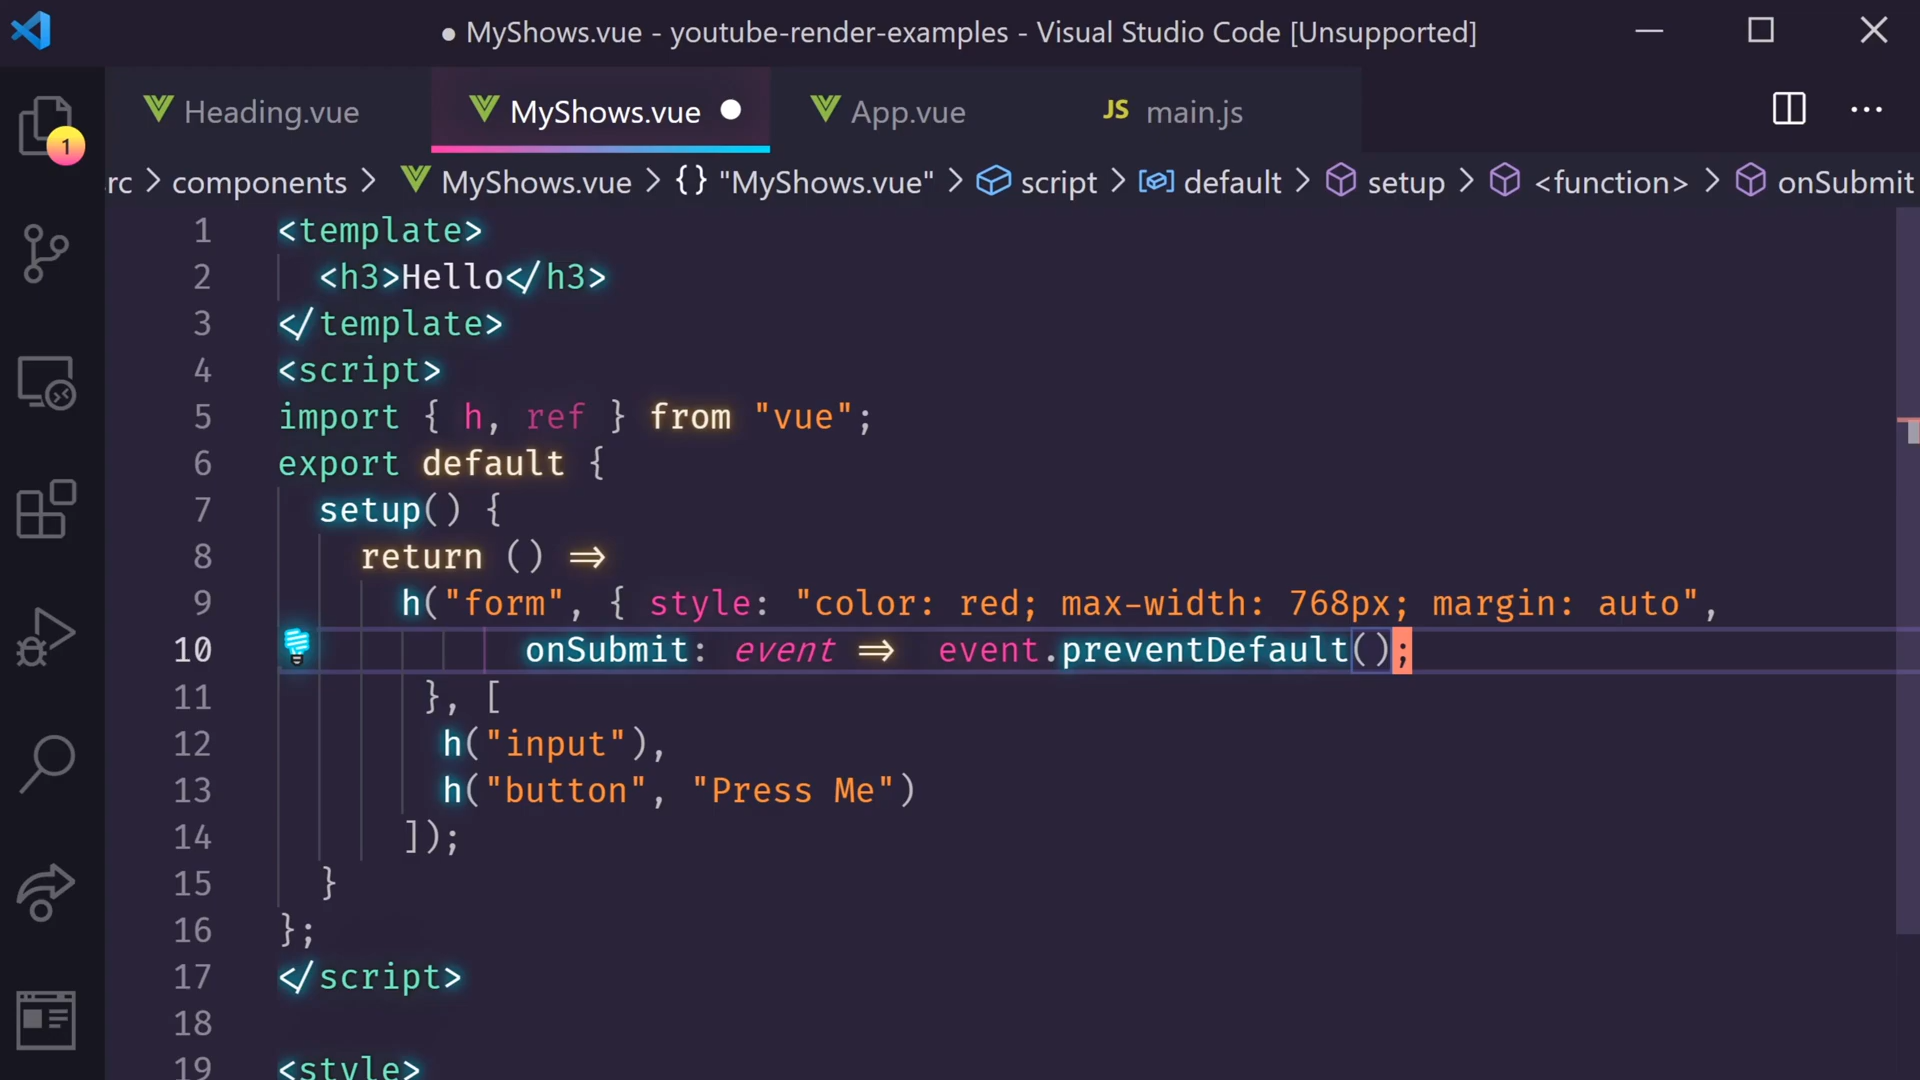 ● MyShows.vue - youtube-render-examples - Visual Studio Code [Unsupported]
Heading.vue MyShows.vue ● App.vue JS main.js
1
rc > components > MyShows.vue > {} "MyShows.vue" > script > default > setup > <function> > onSubmit
1 <template>
2 <h3>Hello</h3>
3 </template>
4 <script>
5 import { h, ref } from "vue";
6 export default {
7 setup() {
8 return () =>
9 h("form", { style: "color: red; max-width: 768px; margin: auto",
10 onSubmit: event => event.preventDefault();
11 }, [
12 h("input"),
13 h("button", "Press Me")
14 ]);
15 }
16 };
17 </script>
18
19 <style>